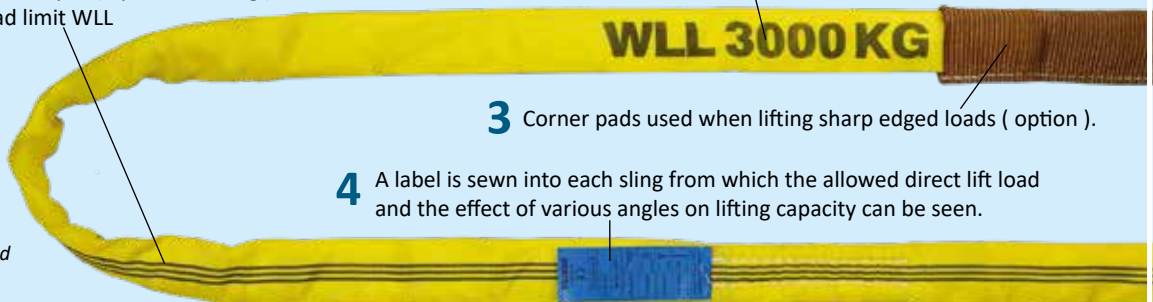 ad limit WLL
WLL 3000 KG
3 Corner pads used when lifting sharp edged loads ( option ).
4 A label is sewn into each sling from which the allowed direct lift load
and the effect of various angles on lifting capacity can be seen.
d